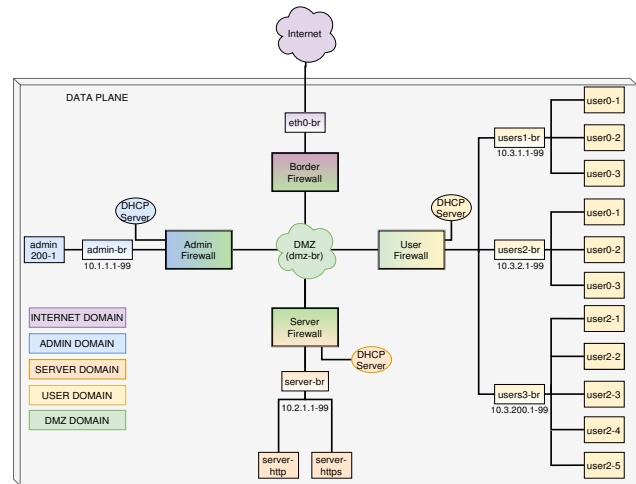 Internet
DATA PLANE
eth0-br
Border
Firewall
DHCP
Server
admin
200-1
admin-br
10.1.1.1-99
Admin
Firewall
DMZ
(dmz-br)
User
Firewall
DHCP
Server
users1-br
10.3.1.1-99
user0-1
user0-2
user0-3
users2-br
10.3.2.1-99
user0-1
user0-2
user0-3
users3-br
10.3.200.1-99
user2-1
user2-2
user2-3
user2-4
user2-5
Server
Firewall
DHCP
Server
server-br
10.2.1.1-99
server-
http
server-
https
INTERNET DOMAIN
ADMIN DOMAIN
SERVER DOMAIN
USER DOMAIN
DMZ DOMAIN